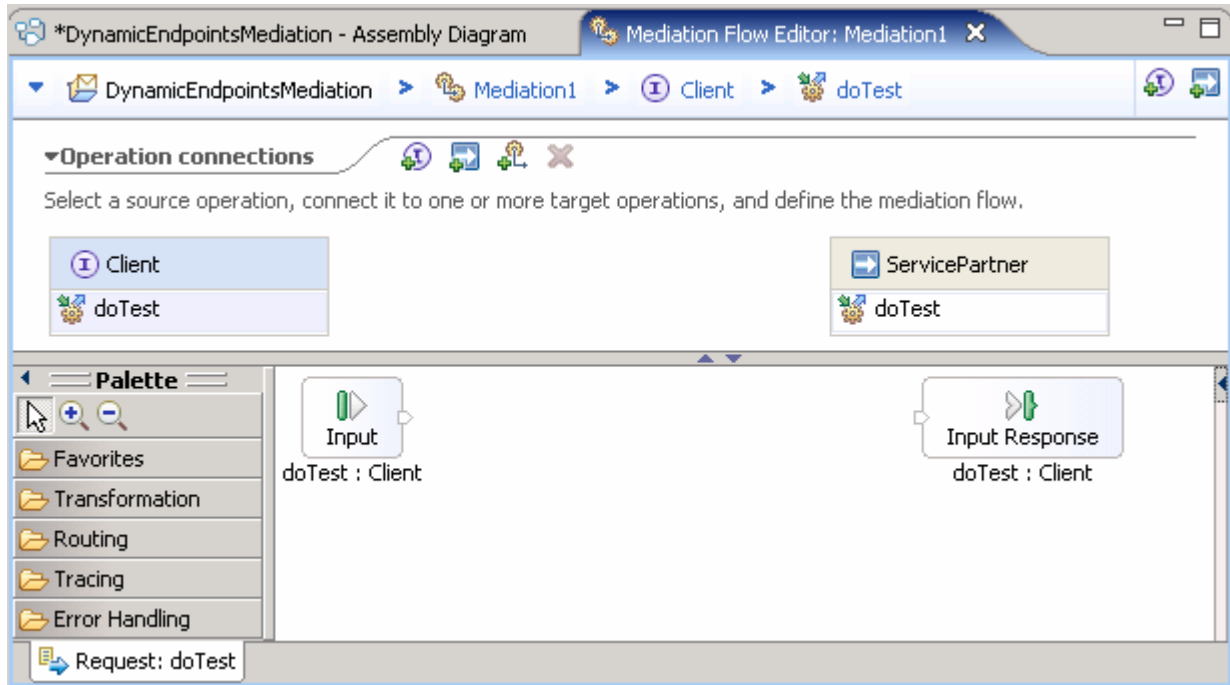 *DynamicEndpointsMediation - Assembly Diagram Mediation Flow Editor: Mediation1
DynamicEndpointsMediation > Mediation1 > Client > doTest
Operation connections
Select a source operation, connect it to one or more target operations, and define the mediation flow.
Client ServicePartner
doTest doTest
Palette
Input Input Response
doTest : Client doTest : Client
Favorites
Transformation
Routing
Tracing
Error Handling
Request: doTest